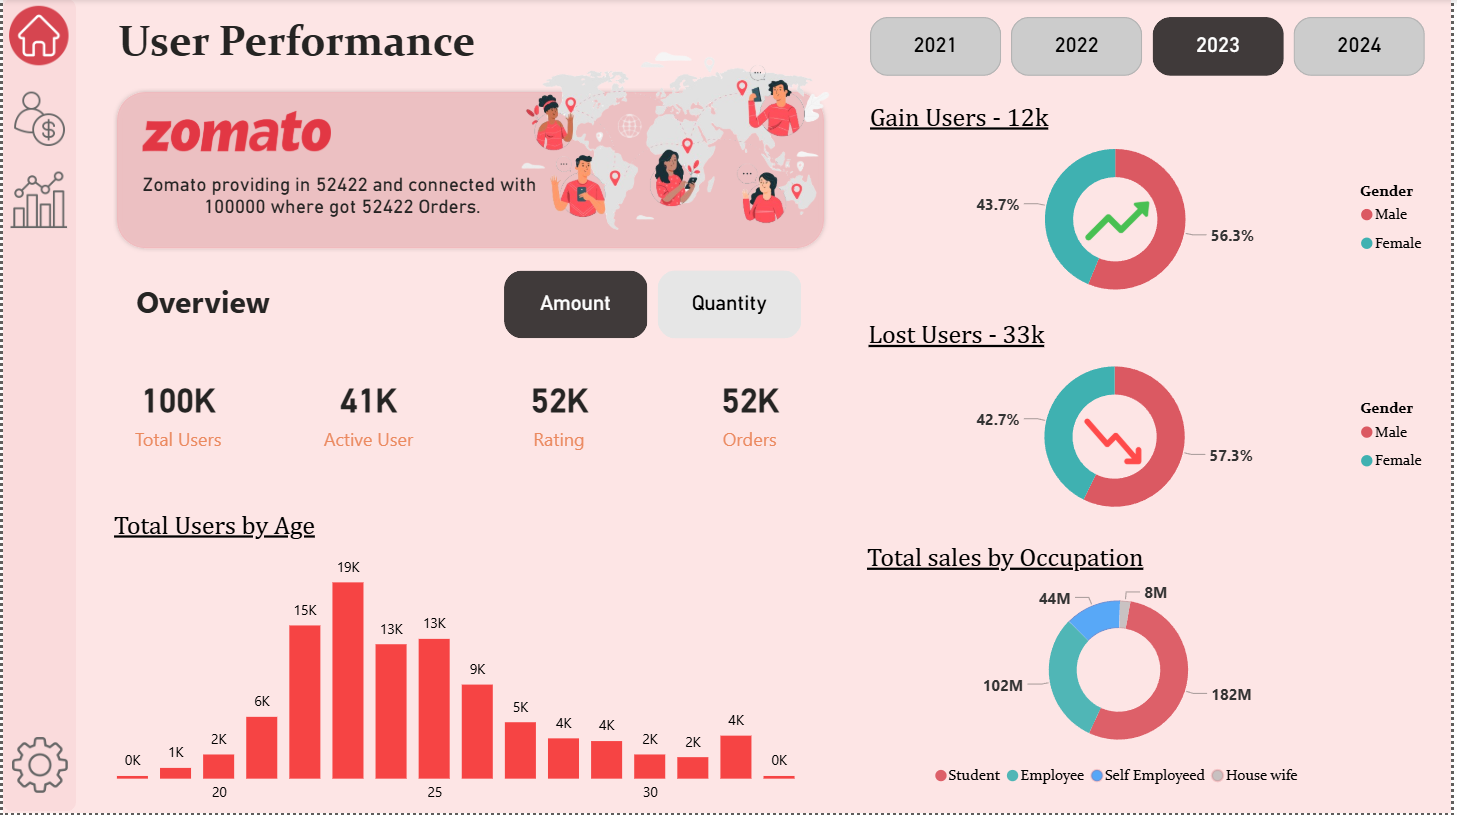 User Performance
2021
2022
2023
2024
zomato
Zomato providing in 52422 and connected with
100000 where got 52422 Orders.
Gain Users - 12k
43.7%
56.3%
Gender
Male
Female
Overview
Amount
Quantity
100K
Total Users
41K
Active User
52K
Rating
52K
Orders
Lost Users - 33k
42.7%
57.3%
Gender
Male
Female
Total Users by Age
0K
1K
2K
6K
15K
19K
13K
13K
9K
5K
4K
4K
2K
2K
4K
0K
20
25
30
Total sales by Occupation
44M
8M
102M
182M
Student
Employee
Self Employeed
House wife